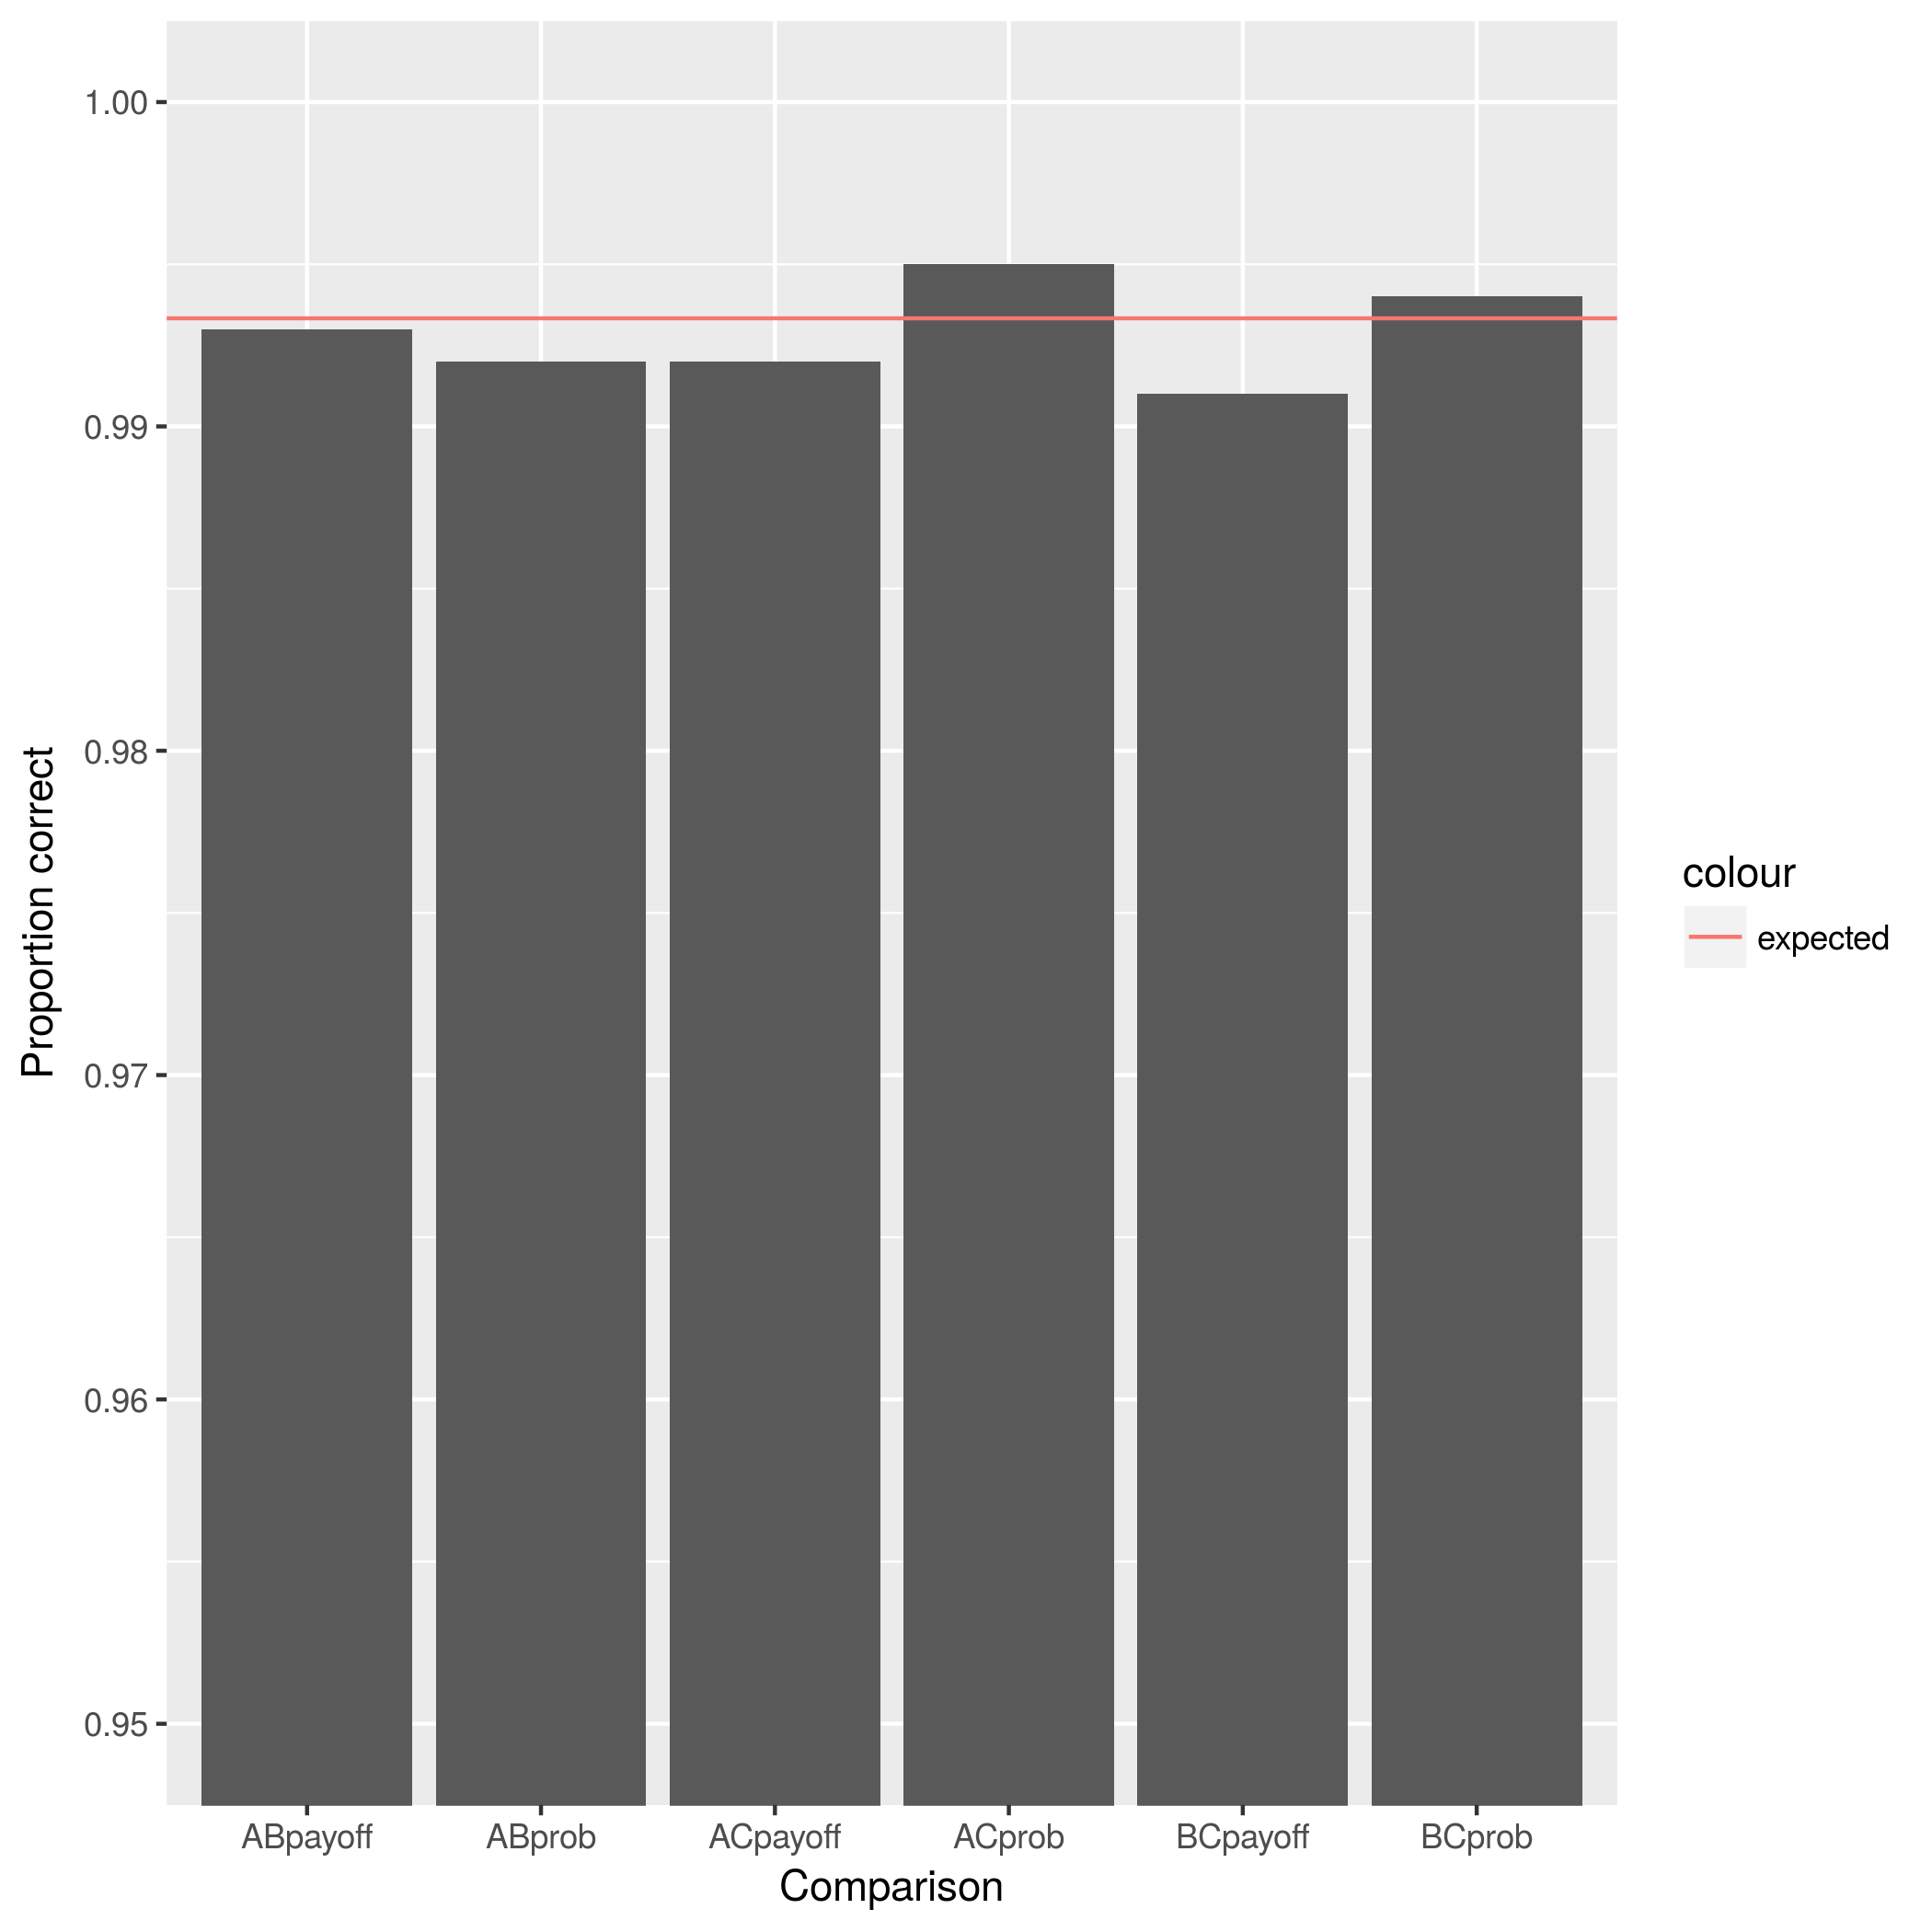 1.00
0.99
0.98
0.97
0.96
0.95
Proportion correct
ABpayoff
ABprob
ACpayoff
ACprob
BCpayoff
BCprob
Comparison
colour
expected